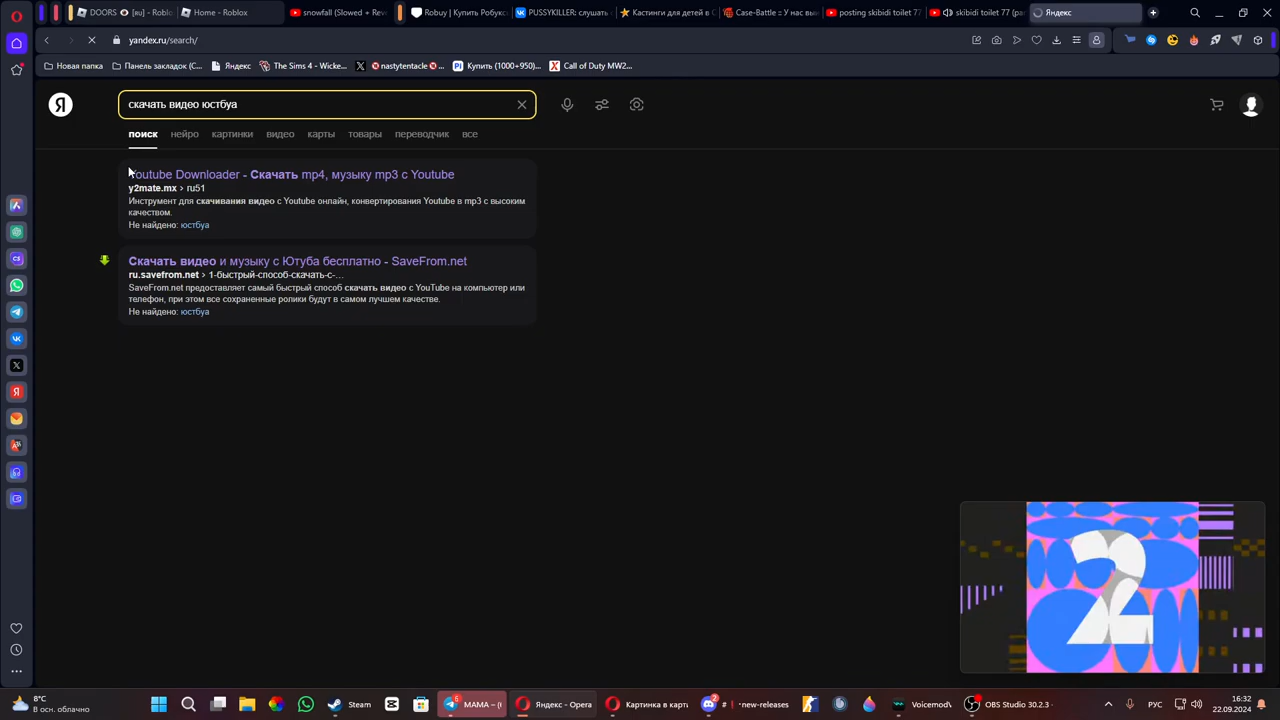 DOORS [ru] - Roblo
Home - Roblox
snowfall (Slowed + Rev
Robuy | Купить Робукс
PUSSYKILLER: слушать
Кастинги для детей в С
Case-Battle :: У нас вы
posting skibidi toilet 77
skibidi toilet 77 (pa
Яндекс
yandex.ru/search/
Новая папка
Панель закладок (С...
Яндекс
The Sims 4 - Wicke...
nastytentacle
Купить (1000+950)...
Call of Duty MW2...
Я
скачать видео юстбуа
поиск
нейро
картинки
видео
карты
товары
переводчик
все
Youtube Downloader - Скачать mp4, музыку mp3 с Youtube
y2mate.mx › ru51
Инструмент для скачивания видео с Youtube онлайн, конвертирования Youtube в mp3 с высоким
качеством.
Не найдено: юстбуа
Скачать видео и музыку с Ютуба бесплатно - SaveFrom.net
ru.savefrom.net › 1-быстрый-способ-скачать-с-...
SaveFrom.net предоставляет самый быстрый способ скачать видео с YouTube на компьютер или
телефон, при этом все сохраненные ролики будут в самом лучшем качестве.
Не найдено: юстбуа
2
8°C
В осн. облачно
Steam
МАМА – (
Яндекс - Opera
Картинка в карти
new-releases
Voicemod
OBS Studio 30.2.3
РУС
16:32
22.09.2024